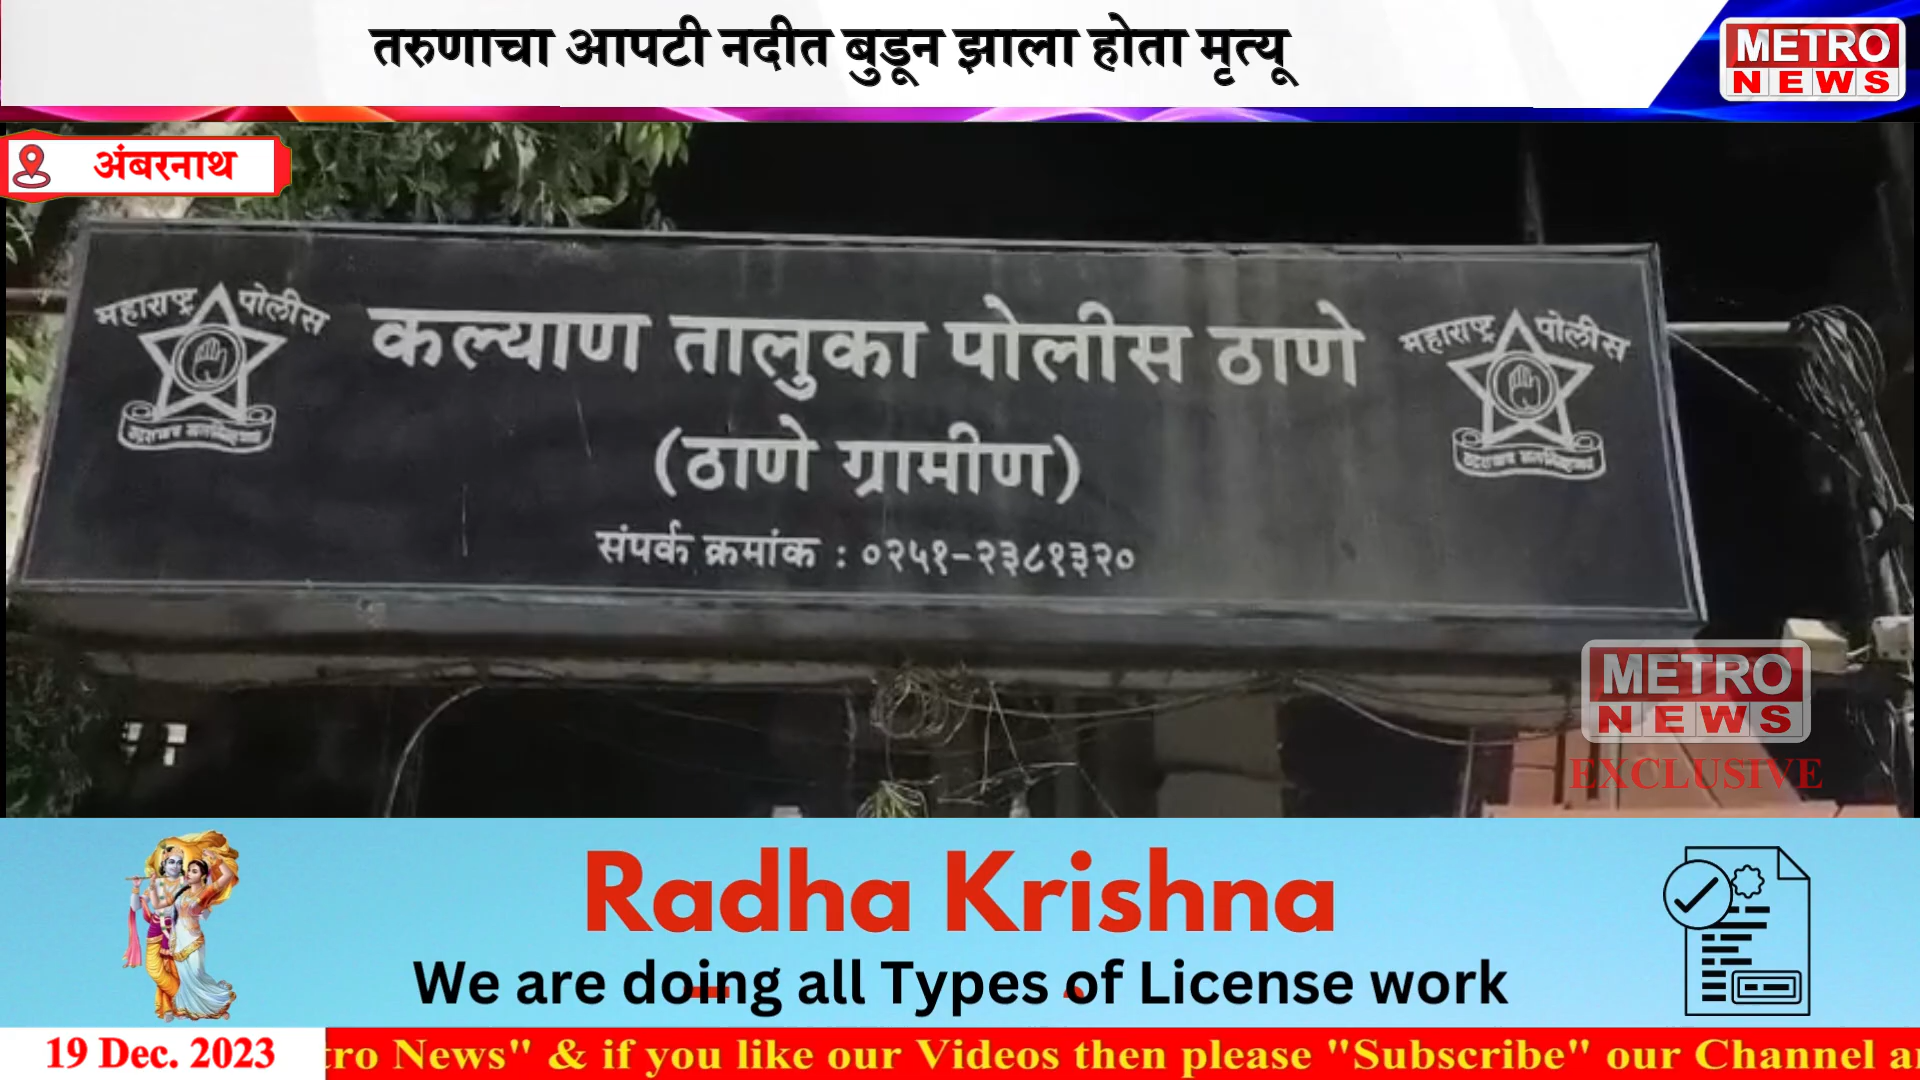 तरुणाचा आपटी नदीत बुडून झाला होता मृत्यू
METRO
NEWS
अंबरनाथ
महाराष्ट्र पोलीस
कल्याण तालुका पोलीस ठाणे
महाराष्ट्र पोलीस
(ठाणे ग्रामीण)
संपर्क क्रमांक : ०२५१-२३८१३२०
METRO
NEWS
EXCLUSIVE
Radha Krishna
We are doing all Types of License work
19 Dec. 2023
tro News" & if you like our Videos then please "Subscribe" our Channel a